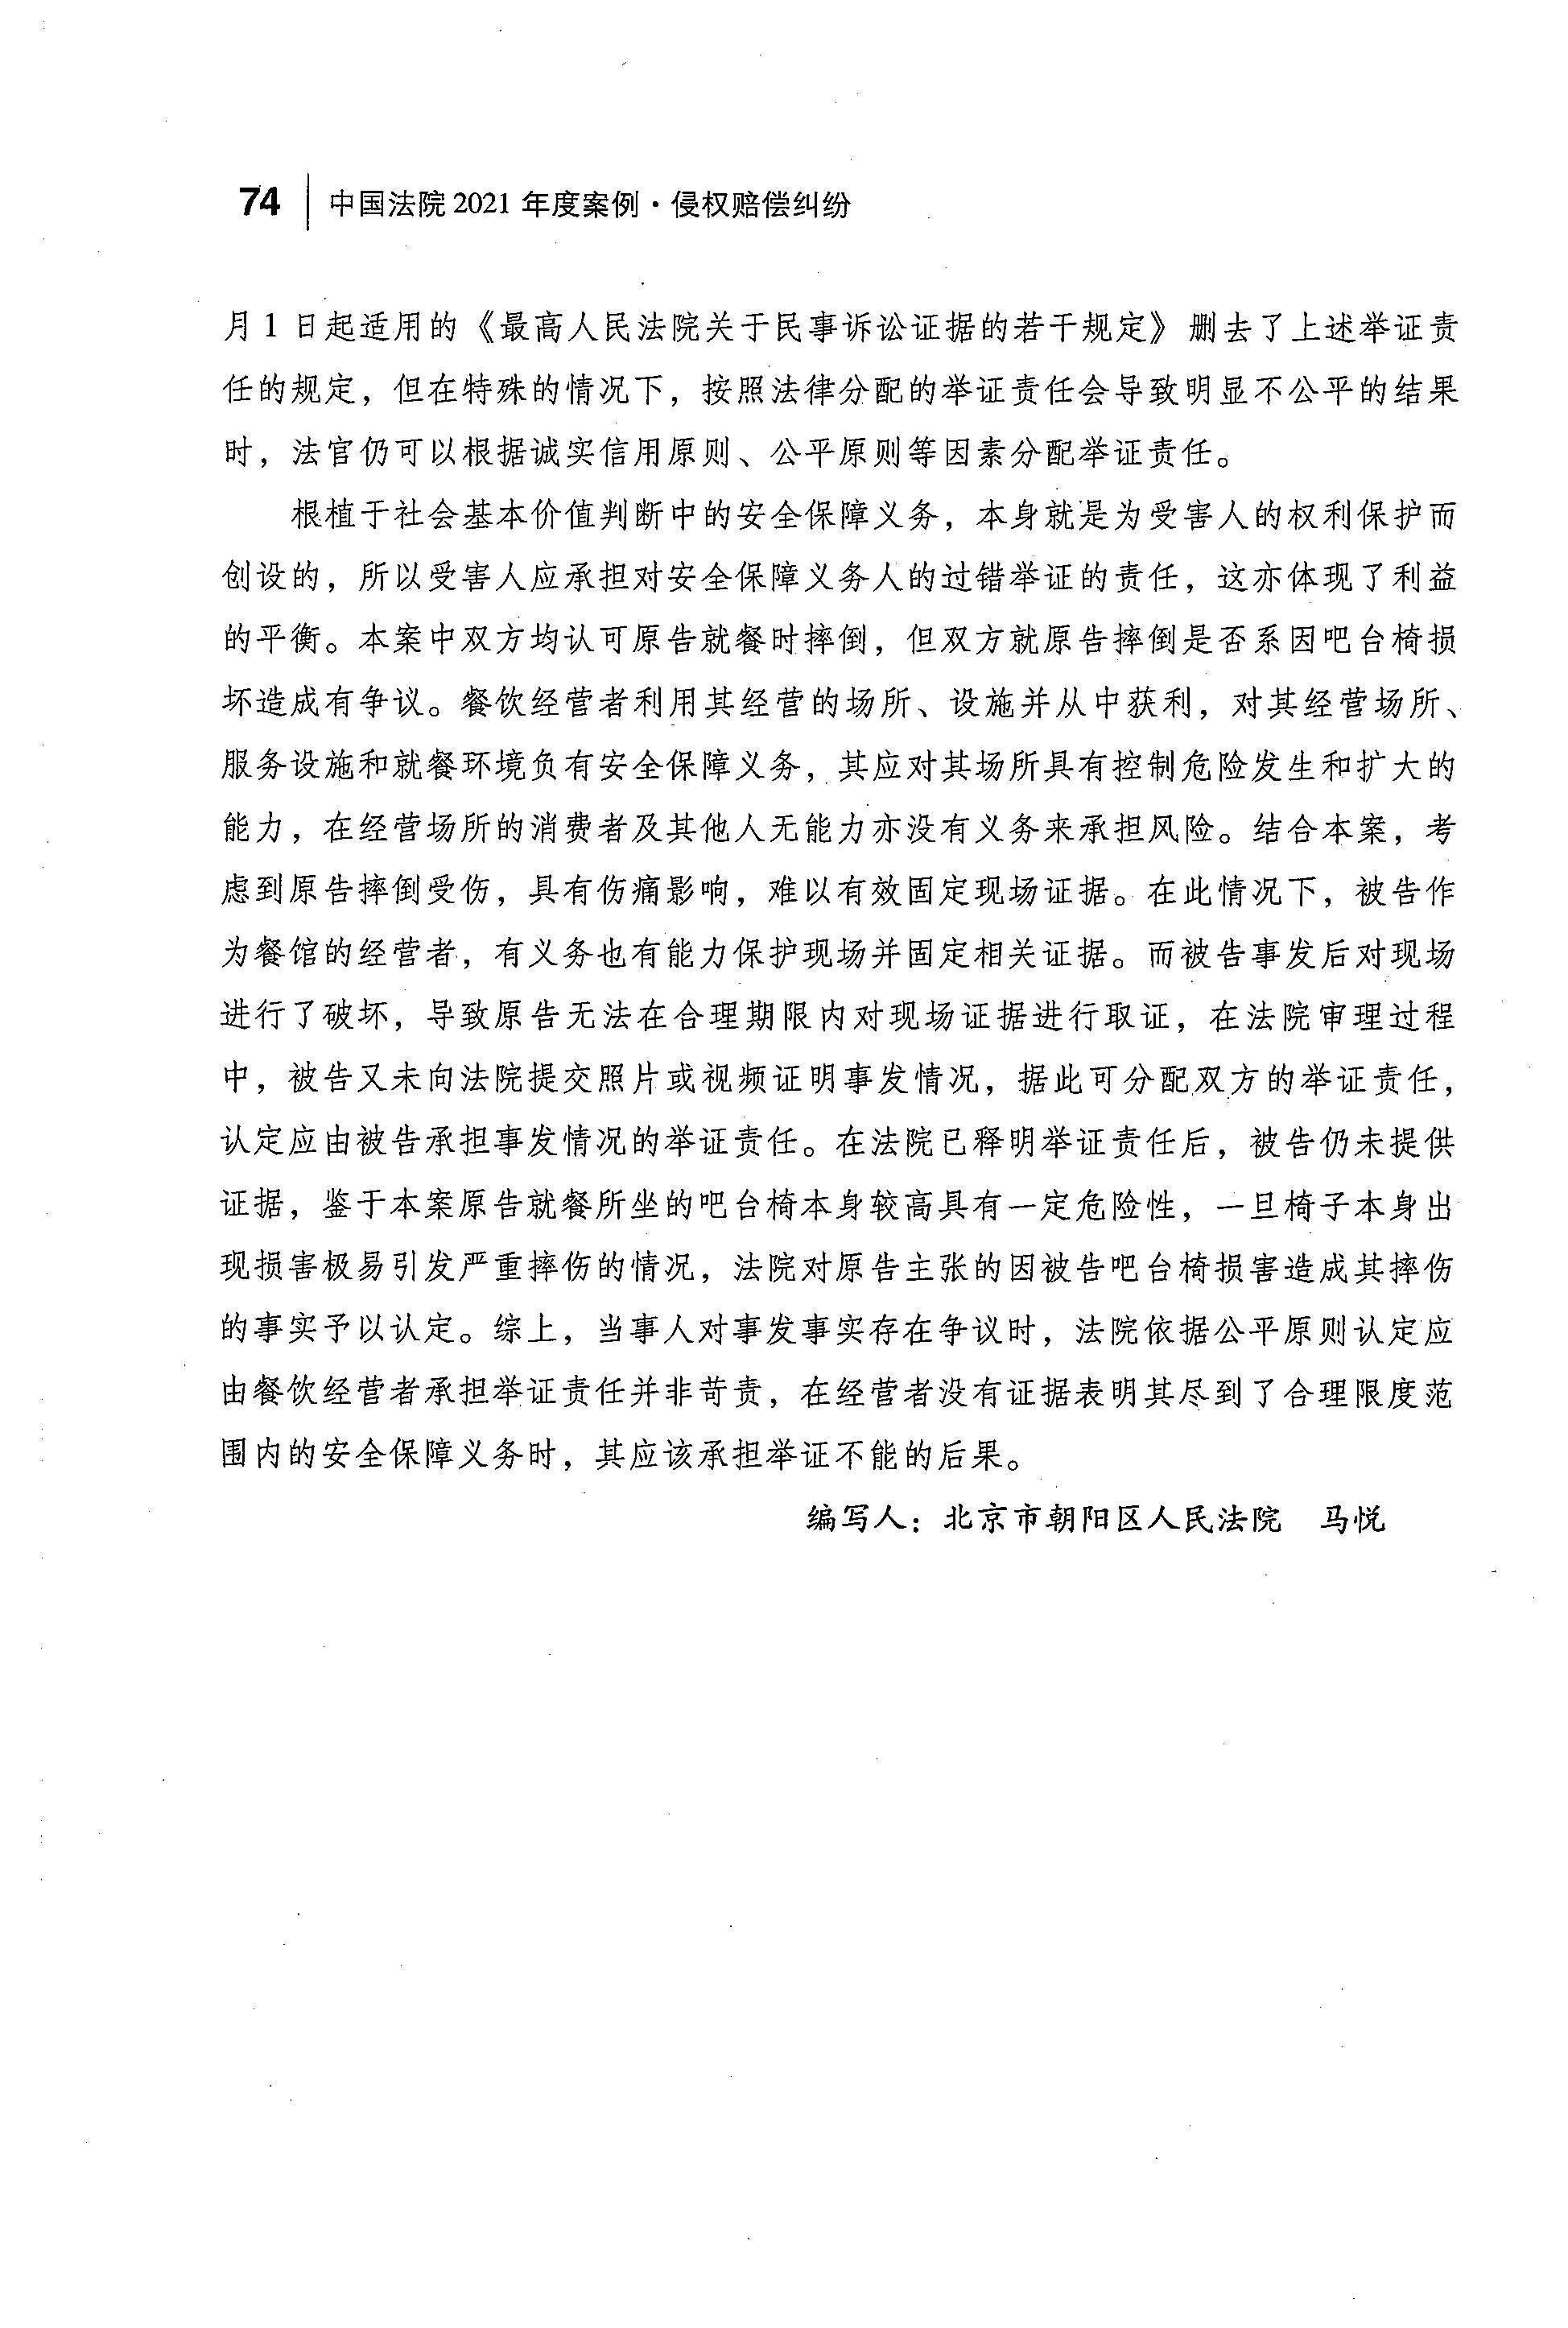 74 | 中国法院 2021 年度案例·侵权赔偿纠纷
月 1 日起适用的《最高人民法院关于民事诉讼证据的若干规定》删去了上述举证责
任的规定，但在特殊的情况下，按照法律分配的举证责任会导致明显不公平的结果
时，法官仍可以根据诚实信用原则、公平原则等因素分配举证责任。
根植于社会基本价值判断中的安全保障义务，本身就是为受害人的权利保护而
创设的，所以受害人应承担对安全保障义务人的过错举证的责任，这亦体现了利益
的平衡。本案中双方均认可原告就餐时摔倒，但双方就原告摔倒是否系因吧台椅损
坏造成有争议。餐饮经营者利用其经营的场所、设施并从中获利，对其经营场所、
服务设施和就餐环境负有安全保障义务，其应对其场所具有控制危险发生和扩大的
能力，在经营场所的消费者及其他人无能力亦没有义务来承担风险。结合本案，考
虑到原告摔倒受伤，具有伤痛影响，难以有效固定现场证据。在此情况下，被告作
为餐馆的经营者，有义务也有能力保护现场并固定相关证据。而被告事发后对现场
进行了破坏，导致原告无法在合理期限内对现场证据进行取证，在法院审理过程
中，被告又未向法院提交照片或视频证明事发情况，据此可分配双方的举证责任，
认定应由被告承担事发情况的举证责任。在法院已释明举证责任后，被告仍未提供
证据，鉴于本案原告就餐所坐的吧台椅本身较高具有一定危险性，一旦椅子本身出
现损害极易引发严重摔伤的情况，法院对原告主张的因被告吧台椅损害造成其摔伤
的事实予以认定。综上，当事人对事发事实存在争议时，法院依据公平原则认定应
由餐饮经营者承担举证责任并非苛责，在经营者没有证据表明其尽到了合理限度范
围内的安全保障义务时，其应该承担举证不能的后果。
编写人：北京市朝阳区人民法院 马悦